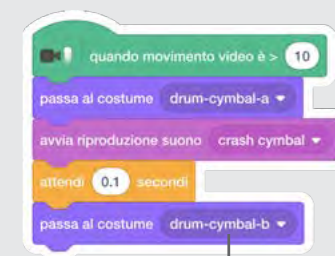 quando movimento video è > 10
passa al costume drum-cymbal-a
avvia riproduzione suono crash cymbal
attendi 0.1 secondi
passa al costume drum-cymbal-b